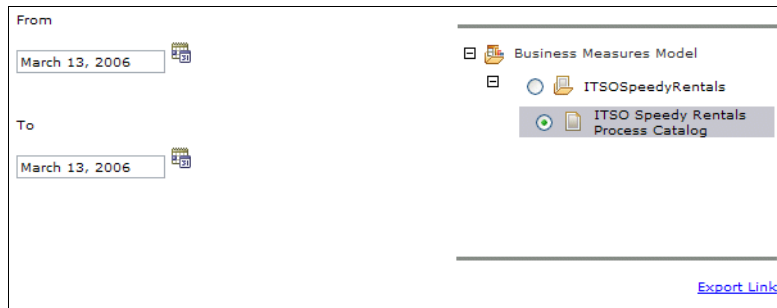 From
March 13, 2006
To
March 13, 2006
Business Measures Model
ITSOSpeedyRentals
ITSO Speedy Rentals
Process Catalog
Export Link